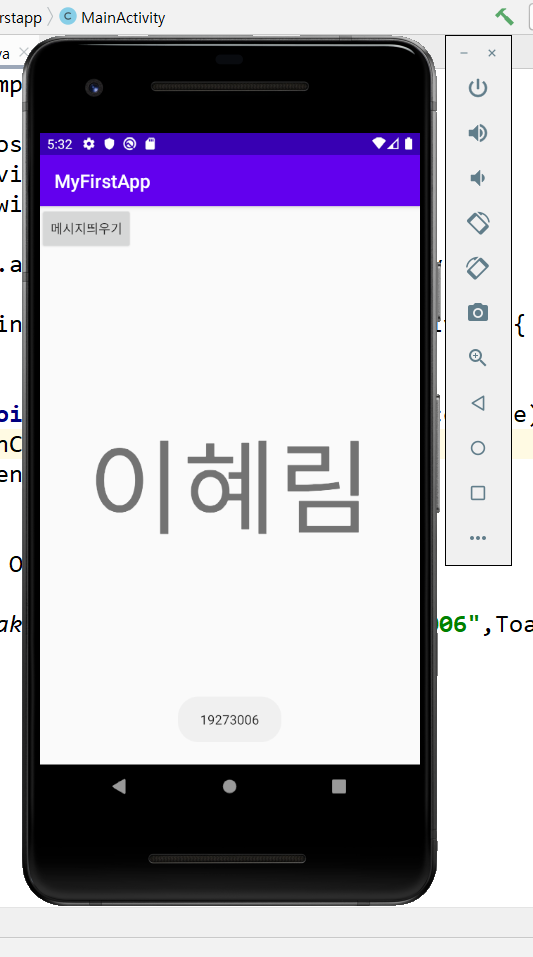 rstapp
MainActivity
va
mp
5:32
os
MyFirstApp
vi
wi
메시지띄우기
.a
in
{
oi
e)
nC
이혜림
en
O
ak
006",Toa
19273006